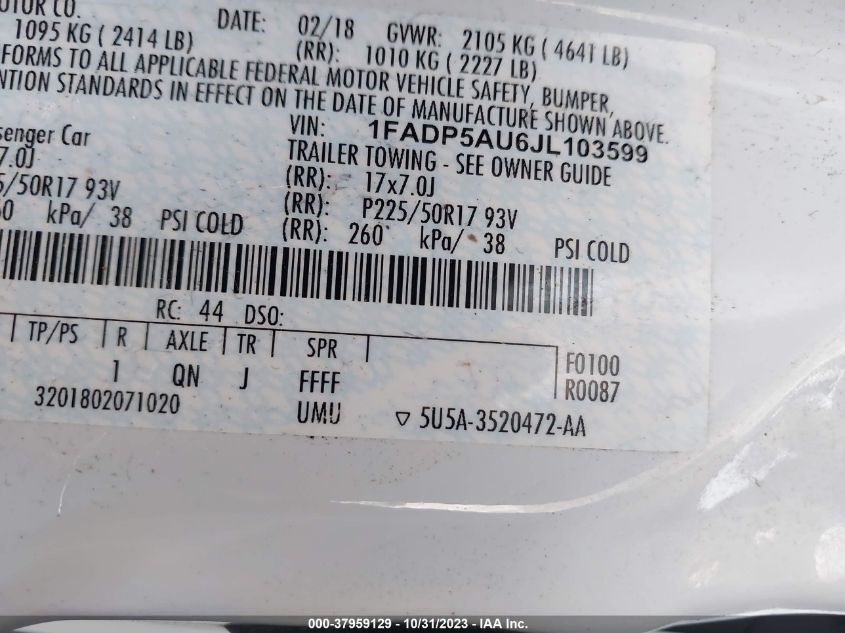 OTOR CO.
DATE: 02/18 GVWR: 2105 KG ( 4641 LB)
1095 KG ( 2414 LB) (RR): 1010 KG ( 2227 LB)
FORMS TO ALL APPLICABLE FEDERAL MOTOR VEHICLE SAFETY, BUMPER,
NTION STANDARDS IN EFFECT ON THE DATE OF MANUFACTURE SHOWN ABOVE.
VIN: 1FADP5AU6JL103599
senger Car TRAILER TOWING - SEE OWNER GUIDE
7.0J (RR): 17x7.0J
5/50R17 93V (RR): P225/50R17 93V
60 kPa/ 38 PSI COLD (RR): 260 kPa/ 38 PSI COLD
RC: 44 DSO:
TP/PS R AXLE TR SPR F0100
1 QN J FFFF R0087
3201802071020 UMU 5U5A-3520472-AA
000-37959129 - 10/31/2023 - IAA Inc.